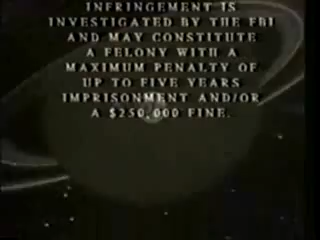 INFRINGEMENT IS
INVESTIGATED BY THE FBI
AND MAY CONSTITUTE
A FELONY WITH A
MAXIMUM PENALTY OF
UP TO FIVE YEARS
IMPRISONMENT AND/OR
A $250,000 FINE.